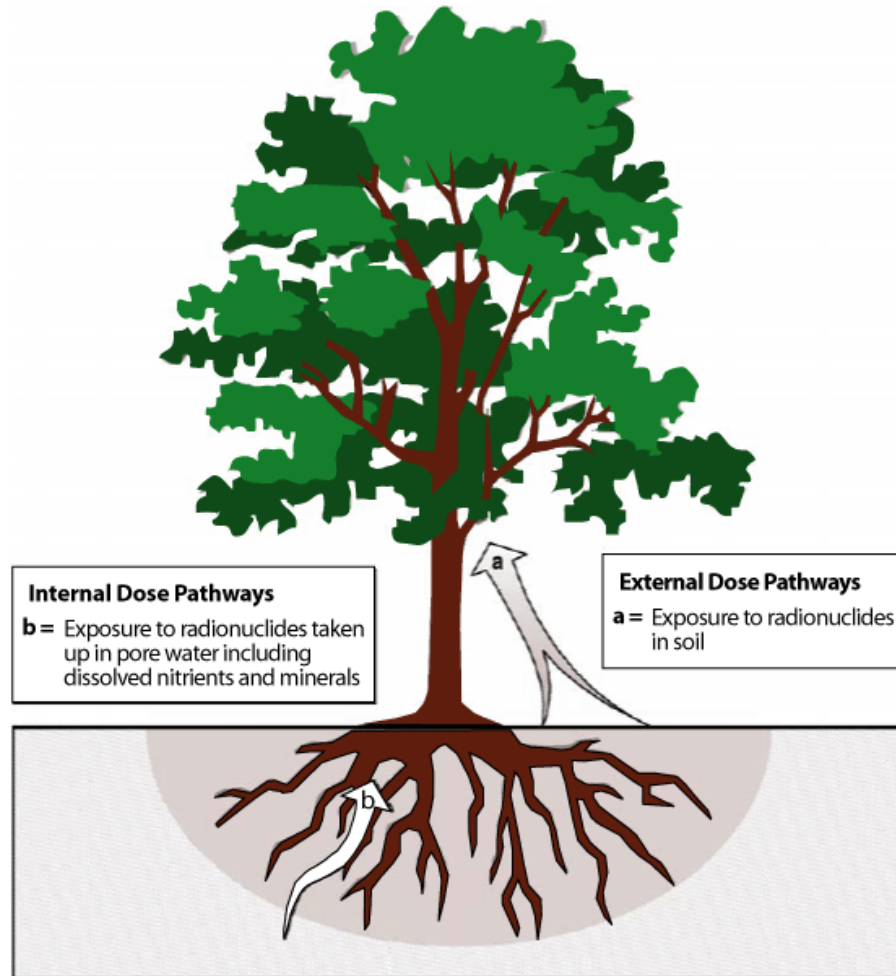 a
Internal Dose Pathways
b = Exposure to radionuclides taken
up in pore water including
dissolved nitrients and minerals
External Dose Pathways
a = Exposure to radionuclides
in soil
b